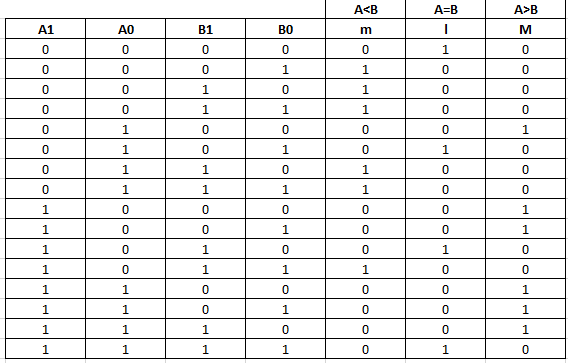 A<B A=B A>B
A1 A0 B1 B0 m l M
0 0 0 0 0 1 0
0 0 0 1 1 0 0
0 0 1 0 1 0 0
0 0 1 1 1 0 0
0 1 0 0 0 0 1
0 1 0 1 0 1 0
0 1 1 0 1 0 0
0 1 1 1 1 0 0
1 0 0 0 0 0 1
1 0 0 1 0 0 1
1 0 1 0 0 1 0
1 0 1 1 1 0 0
1 1 0 0 0 0 1
1 1 0 1 0 0 1
1 1 1 0 0 0 1
1 1 1 1 0 1 0